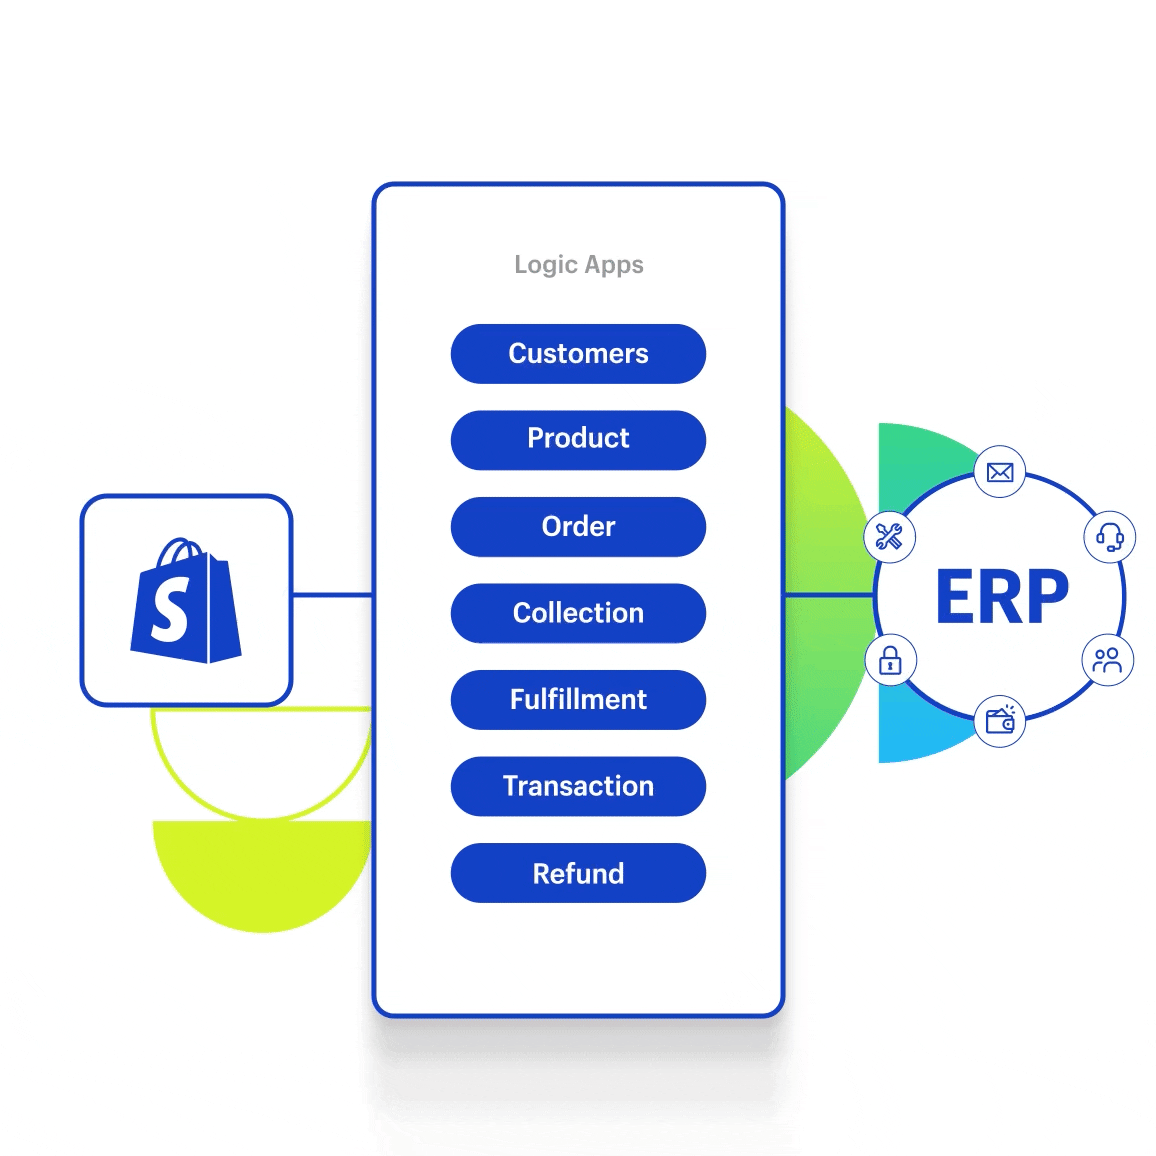 Logic Apps
Customers
Product
Order
Collection
Fulfillment
Transaction
Refund
S
ERP